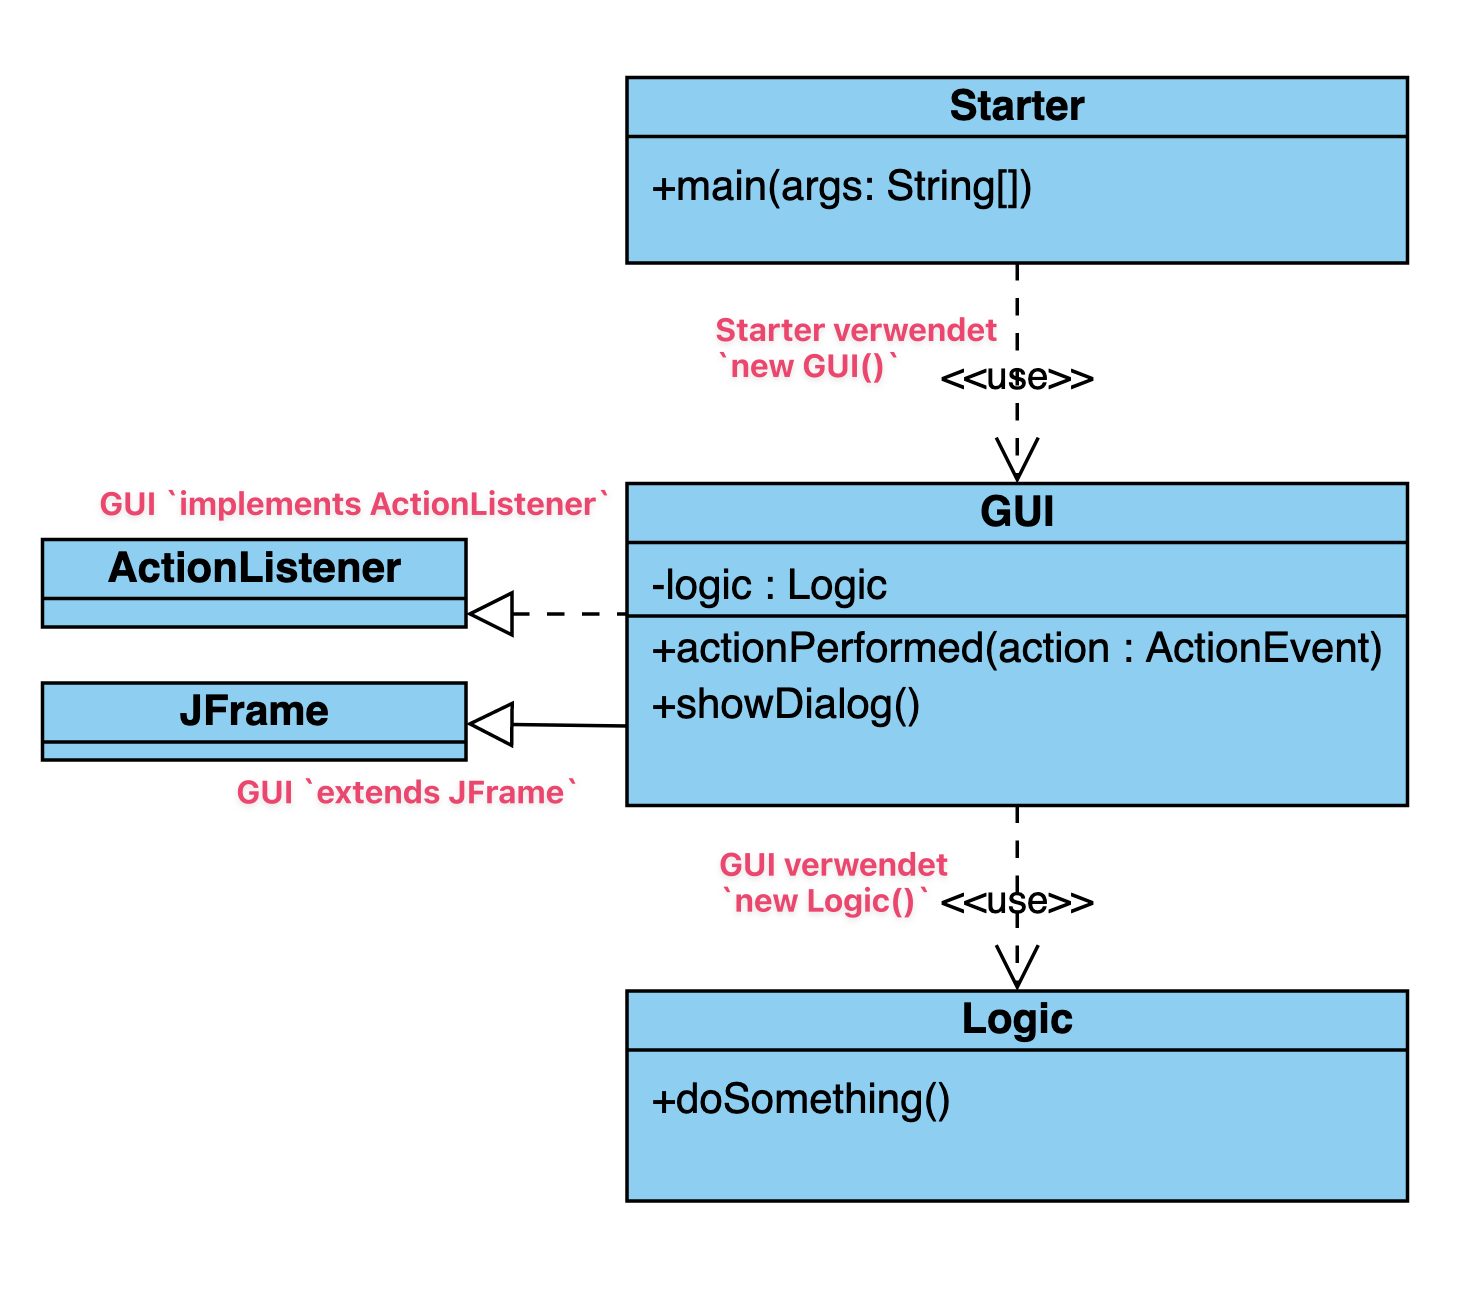 Starter
+main(args: String[])
Starter verwendet
`new GUI()`
<<use>>
GUI `implements ActionListener`
ActionListener
JFrame
GUI `extends JFrame`
GUI
-logic : Logic
+actionPerformed(action : ActionEvent)
+showDialog()
GUI verwendet
`new Logic()`
<<use>>
Logic
+doSomething()